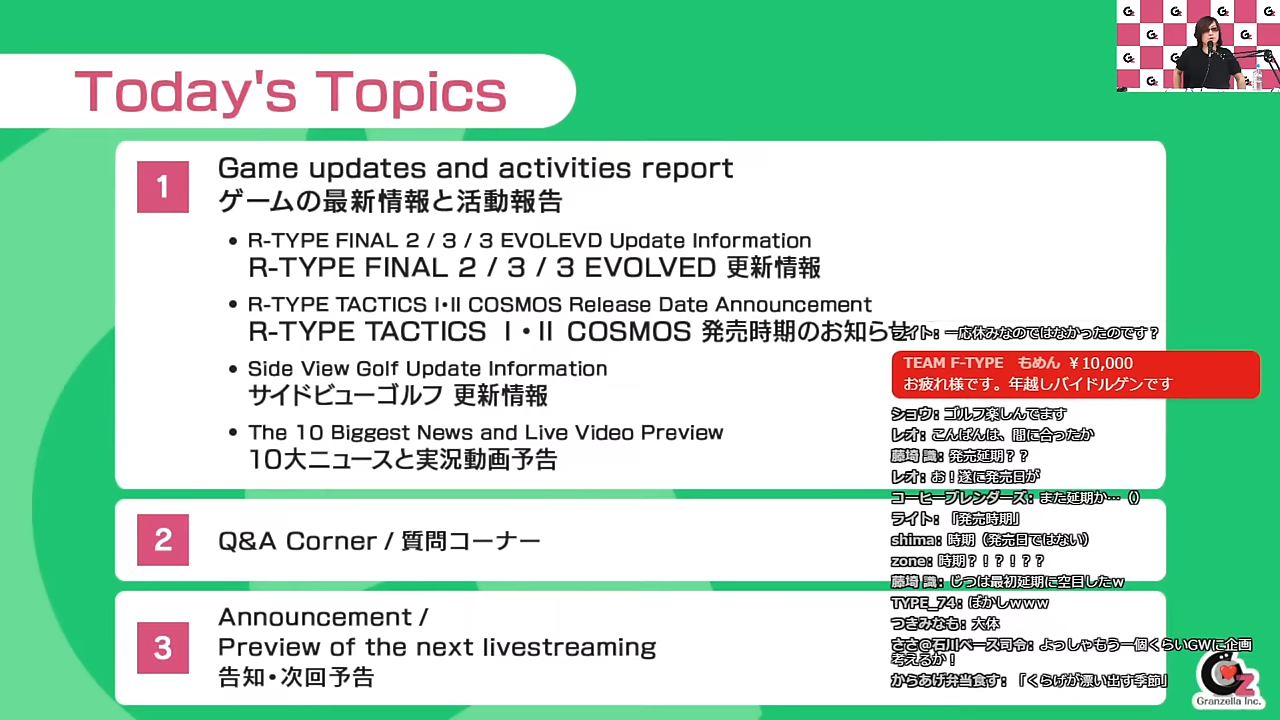 Today's Topics
1
Game updates and activities report
ゲームの最新情報と活動報告
• R-TYPE FINAL 2 / 3 / 3 EVOLEVD Update Information
R-TYPE FINAL 2 / 3 / 3 EVOLVED 更新情報
• R-TYPE TACTICS I•II COSMOS Release Date Announcement
R-TYPE TACTICS Ⅰ・Ⅱ COSMOS 発売時期のお知らせ
• Side View Golf Update Information
サイドビューゴルフ 更新情報
• The 10 Biggest News and Live Video Preview
10大ニュースと実況動画予告
2
Q&A Corner / 質問コーナー
3
Announcement /
Preview of the next livestreaming
告知・次回予告
ライト: 一応休みなのではなかったのです？
TEAM F-TYPE もめん ￥10,000
お疲れ様です。年越しバイドルゲンです
ショウ: ゴルフ楽しんでます
レオ: こんばんは、間に合ったか
藤崎 識: 発売延期？？
レオ: お！遂に発売日が
コーヒーブレンダーズ: また延期か…（）
ライト: 「発売時期」
shima: 時期（発売日ではない）
zone: 時期？！？！？？
藤崎 識: じつは最初延期に空目したw
TYPE_74: ぼかしwww
つきみなも: 大体
ささ@石川ベース司令: よっしゃもう一個くらいGWに企画
考えるか！
からあげ弁当食す: 「くらげが漂い出す季節」
Gz
Granzella Inc.